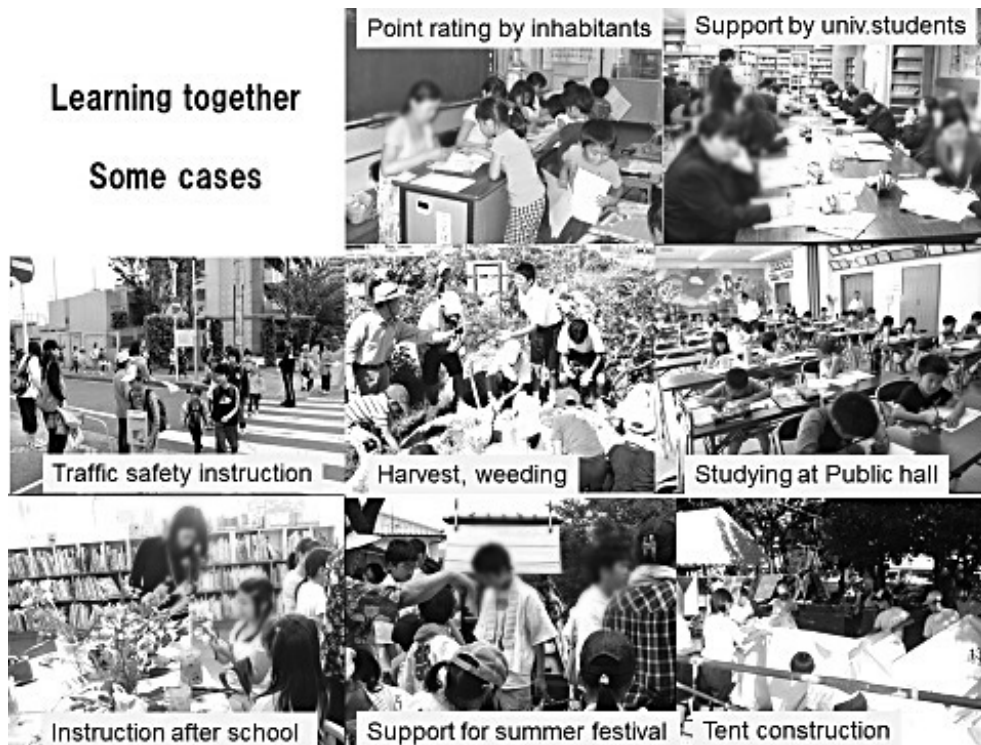 Learning together
Some cases
Point rating by inhabitants
Support by univ.students
Traffic safety instruction
Harvest, weeding
Studying at Public hall
Instruction after school
Support for summer festival
Tent construction